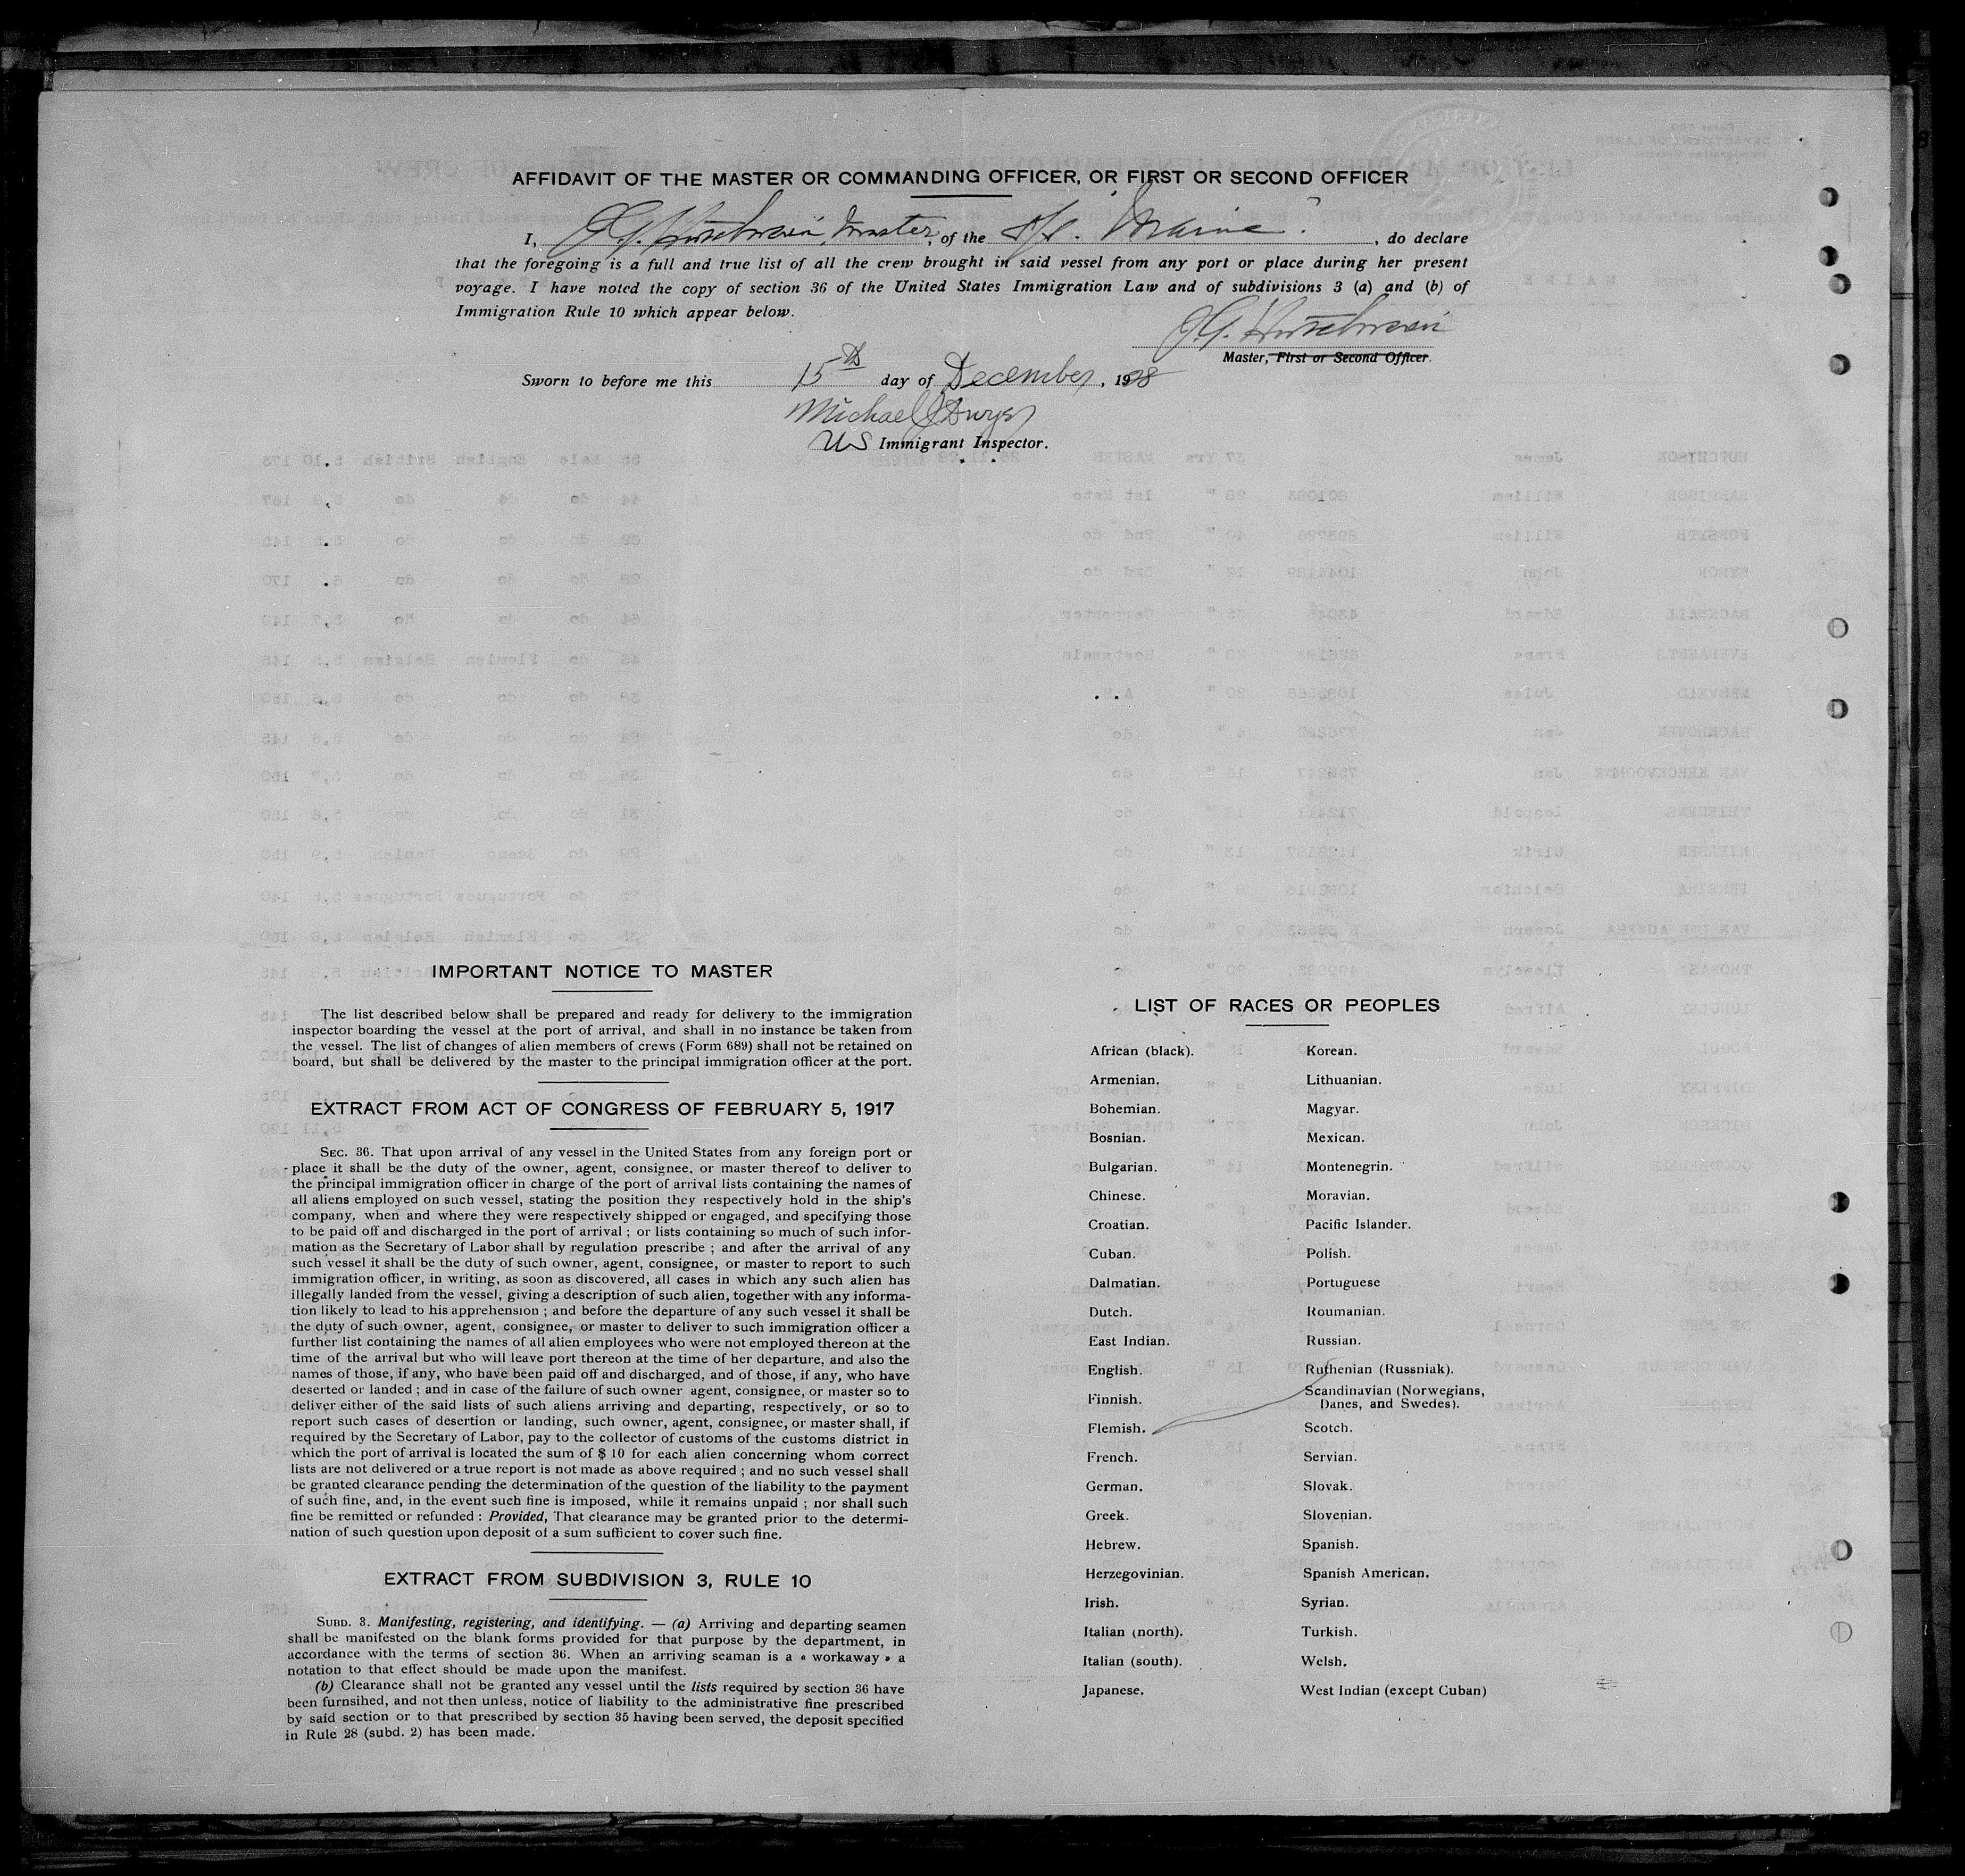 AFFIDAVIT OF THE MASTER OR COMMANDING OFFICER, OR FIRST OR SECOND OFFICER
I, Master, of the S/S. "Maine". , do declare
that the foregoing is a full and true list of all the crew brought in said vessel from any port or place during her present
voyage. I have noted the copy of section 36 of the United States Immigration Law and of subdivisions 3 (a) and (b) of
Immigration Rule 10 which appear below.
Master, First or Second Officer.
Sworn to before me this 15th day of December, 1928
Michael J
US Immigrant Inspector.
IMPORTANT NOTICE TO MASTER
The list described below shall be prepared and ready for delivery to the immigration
inspector boarding the vessel at the port of arrival, and shall in no instance be taken from
the vessel. The list of changes of alien members of crews (Form 689) shall not be retained on
board, but shall be delivered by the master to the principal immigration officer at the port.
EXTRACT FROM ACT OF CONGRESS OF FEBRUARY 5, 1917
SEC. 36. That upon arrival of any vessel in the United States from any foreign port or
place it shall be the duty of the owner, agent, consignee, or master thereof to deliver to
the principal immigration officer in charge of the port of arrival lists containing the names of
all aliens employed on such vessel, stating the position they respectively hold in the ship's
company, when and where they were respectively shipped or engaged, and specifying those
to be paid off and discharged in the port of arrival ; or lists containing so much of such infor-
mation as the Secretary of Labor shall by regulation prescribe ; and after the arrival of any
such vessel it shall be the duty of such owner, agent, consignee, or master to report to such
immigration officer, in writing, as soon as discovered, all cases in which any such alien has
illegally landed from the vessel, giving a description of such alien, together with any informa-
tion likely to lead to his apprehension ; and before the departure of any such vessel it shall be
the duty of such owner, agent, consignee, or master to deliver to such immigration officer a
further list containing the names of all alien employees who were not employed thereon at the
time of the arrival but who will leave port thereon at the time of her departure, and also the
names of those, if any, who have been paid off and discharged, and of those, if any, who have
deserted or landed ; and in case of the failure of such owner agent, consignee, or master so to
deliver either of the said lists of such aliens arriving and departing, respectively, or so to
report such cases of desertion or landing, such owner, agent, consignee, or master shall, if
required by the Secretary of Labor, pay to the collector of customs of the customs district in
which the port of arrival is located the sum of $ 10 for each alien concerning whom correct
lists are not delivered or a true report is not made as above required ; and no such vessel shall
be granted clearance pending the determination of the question of the liability to the payment
of such fine, and, in the event such fine is imposed, while it remains unpaid ; nor shall such
fine be remitted or refunded : Provided, That clearance may be granted prior to the determi-
nation of such question upon deposit of a sum sufficient to cover such fine.
EXTRACT FROM SUBDIVISION 3, RULE 10
SUBD. 3. Manifesting, registering, and identifying. — (a) Arriving and departing seamen
shall be manifested on the blank forms provided for that purpose by the department, in
accordance with the terms of section 36. When an arriving seaman is a « workaway » a
notation to that effect should be made upon the manifest.
(b) Clearance shall not be granted any vessel until the lists required by section 36 have
been furnsihed, and not then unless, notice of liability to the administrative fine prescribed
by said section or to that prescribed by section 35 having been served, the deposit specified
in Rule 28 (subd. 2) has been made.
LIST OF RACES OR PEOPLES
African (black).
Armenian.
Bohemian.
Bosnian.
Bulgarian.
Chinese.
Croatian.
Cuban.
Dalmatian.
Dutch.
East Indian.
English.
Finnish.
Flemish.
French.
German.
Greek.
Hebrew.
Herzegovinian.
Irish.
Italian (north).
Italian (south).
Japanese.
Korean.
Lithuanian.
Magyar.
Mexican.
Montenegrin.
Moravian.
Pacific Islander.
Polish.
Portuguese
Roumanian.
Russian.
Ruthenian (Russniak).
Scandinavian (Norwegians,
Danes, and Swedes).
Scotch.
Servian.
Slovak.
Slovenian.
Spanish.
Spanish American.
Syrian.
Turkish.
Welsh.
West Indian (except Cuban)